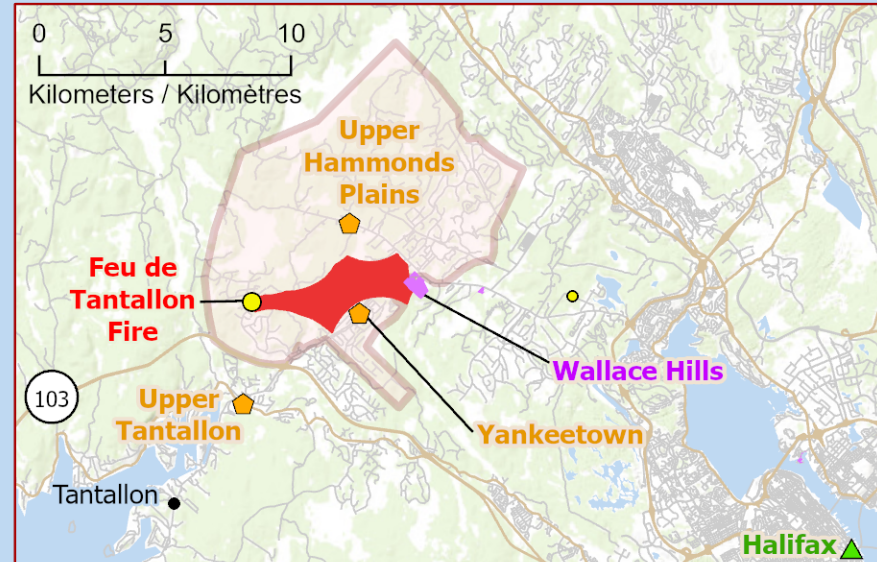 0 5 10
Kilometers / Kilomètres
Upper
Hammonds
Plains
Feu de
Tantallon
Fire
Wallace Hills
103
Upper
Tantallon
Yankeetown
Tantallon
Halifax